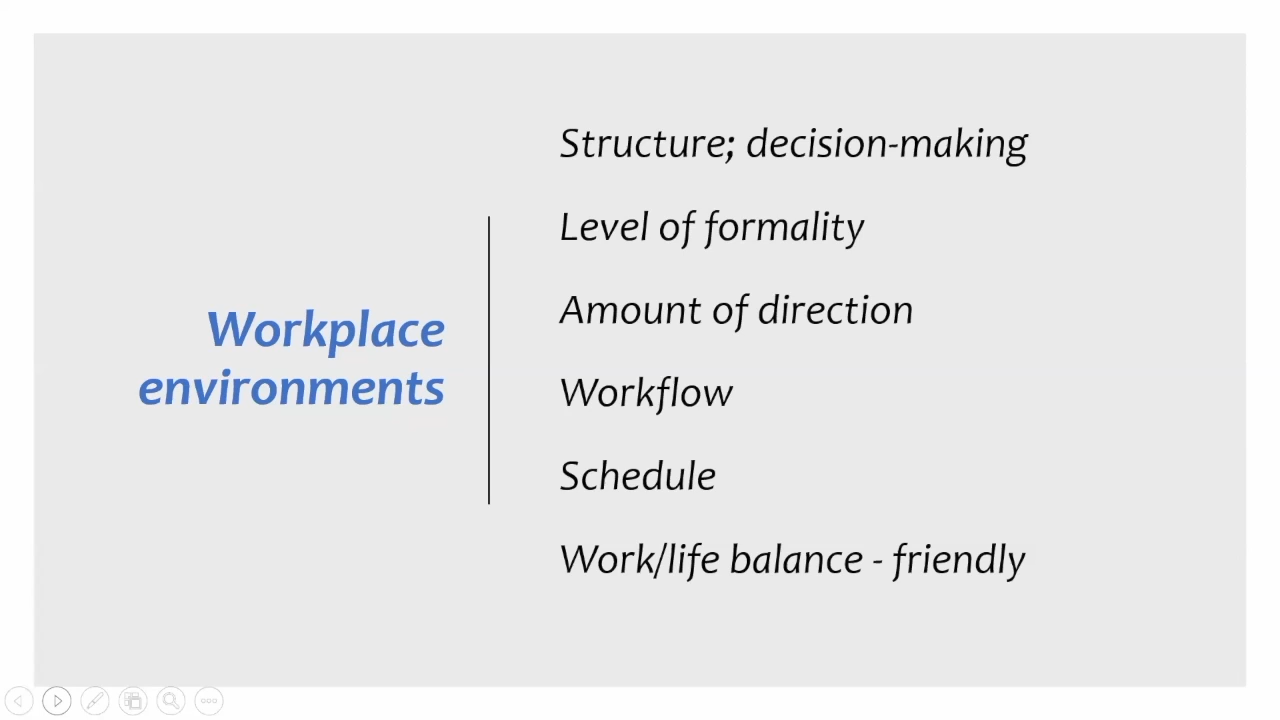 Workplace
environments
Structure; decision-making
Level of formality
Amount of direction
Workflow
Schedule
Work/life balance - friendly